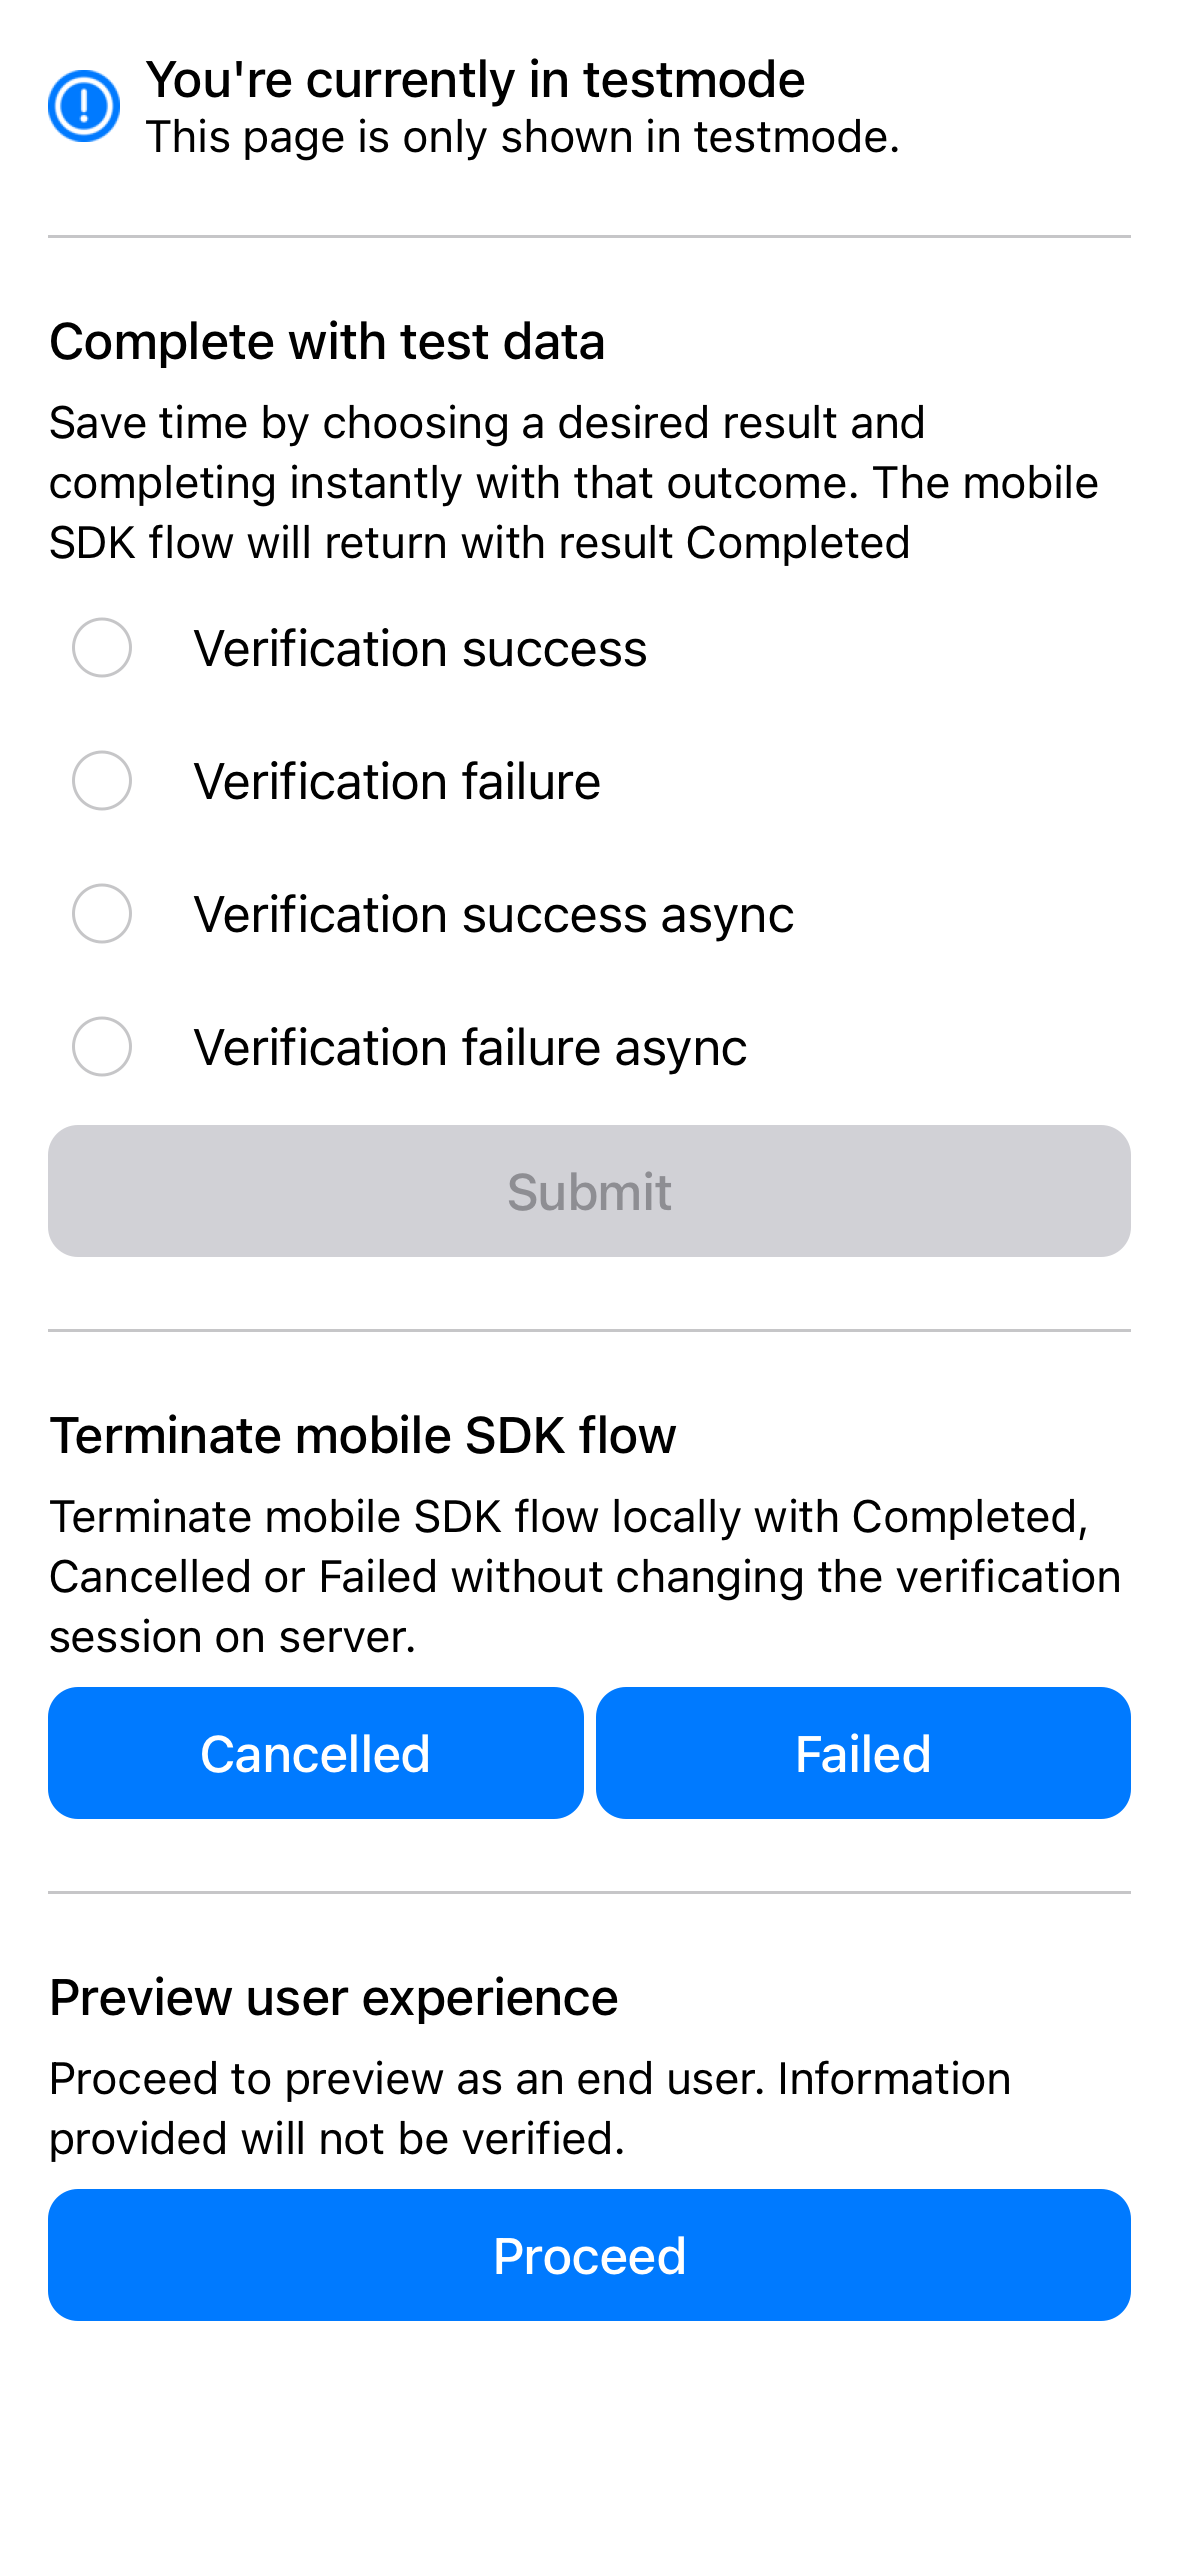 You're currently in testmode
This page is only shown in testmode.
Complete with test data
Save time by choosing a desired result and
completing instantly with that outcome. The mobile
SDK flow will return with result Completed
Verification success
Verification failure
Verification success async
Verification failure async
Submit
Terminate mobile SDK flow
Terminate mobile SDK flow locally with Completed,
Cancelled or Failed without changing the verification
session on server.
Cancelled
Failed
Preview user experience
Proceed to preview as an end user. Information
provided will not be verified.
Proceed